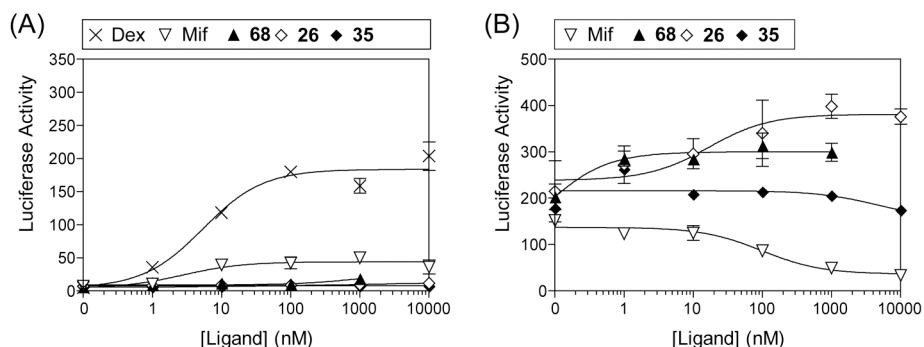 (A)
× Dex ▽ Mif ▲ 68 ◇ 26 ◆ 35
Luciferase Activity
350
300
250
200
150
100
50
0
0 1 10 100 1000 10000
[Ligand] (nM)
(B)
▽ Mif ▲ 68 ◇ 26 ◆ 35
Luciferase Activity
500
400
300
200
100
0
0 1 10 100 1000 10000
[Ligand] (nM)